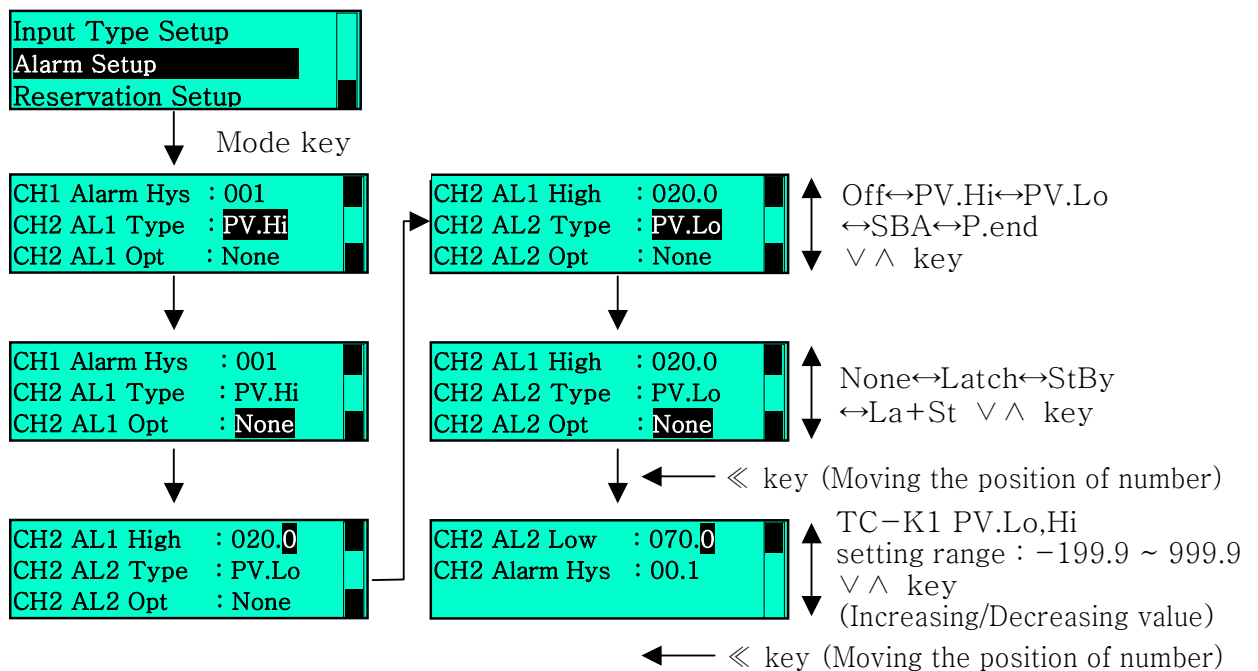 Input Type Setup
Alarm Setup
Reservation Setup
Mode key
CH1 Alarm Hys : 001
CH2 AL1 Type : PV.Hi
CH2 AL1 Opt : None
CH1 Alarm Hys : 001
CH2 AL1 Type : PV.Hi
CH2 AL1 Opt : None
CH2 AL1 High : 020.0
CH2 AL2 Type : PV.Lo
CH2 AL2 Opt : None
CH2 AL1 High : 020.0
CH2 AL2 Type : PV.Lo
CH2 AL2 Opt : None
Off↔PV.Hi↔PV.Lo
↔SBA↔P.end
∨∧ key
CH2 AL1 High : 020.0
CH2 AL2 Type : PV.Lo
CH2 AL2 Opt : None
None↔Latch↔StBy
↔La+St ∨∧ key
≪ key (Moving the position of number)
CH2 AL2 Low : 070.0
CH2 Alarm Hys : 00.1
TC-K1 PV.Lo,Hi
setting range : -199.9 ~ 999.9
∨∧ key
(Increasing/Decreasing value)
≪ key (Moving the position of number)